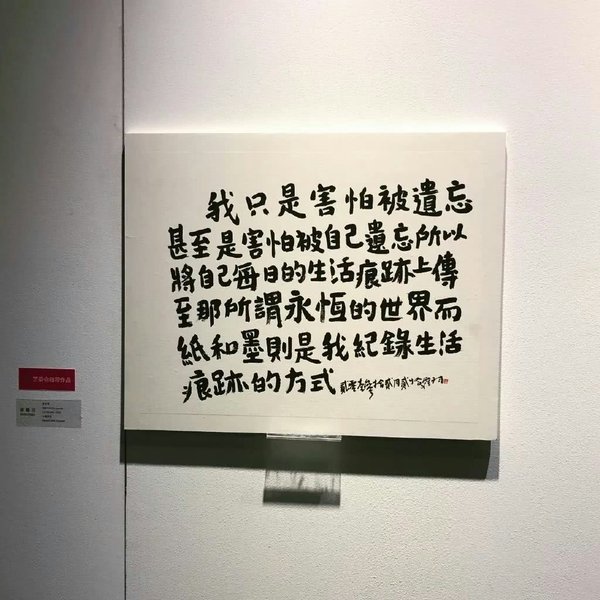 我只是害怕被遺忘
甚至是害怕被自己遺忘所以
將自己每日的生活痕跡上傳
至那所謂永恆的世界而
紙和墨則是我紀錄生活
痕跡的方式